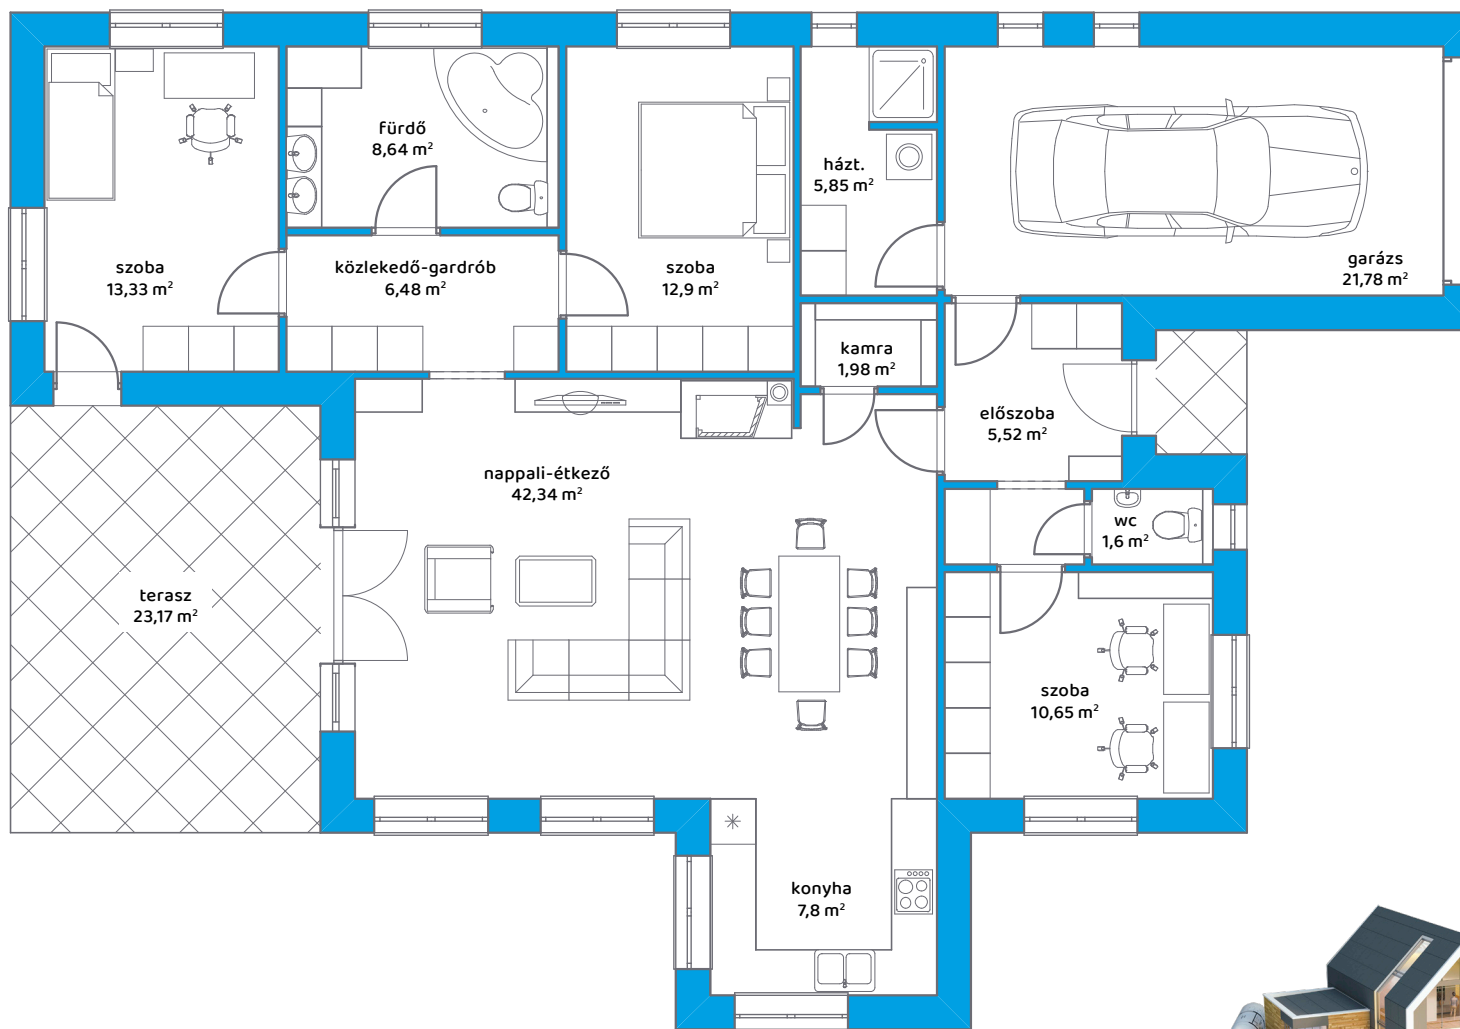 fürdő
8,64 m²
házt.
5,85 m²
szoba
13,33 m²
közlekedő-gardrób
6,48 m²
szoba
12,9 m²
garázs
21,78 m²
kamra
1,98 m²
előszoba
5,52 m²
nappali-étkező
42,34 m²
wc
1,6 m²
terasz
23,17 m²
szoba
10,65 m²
konyha
7,8 m²